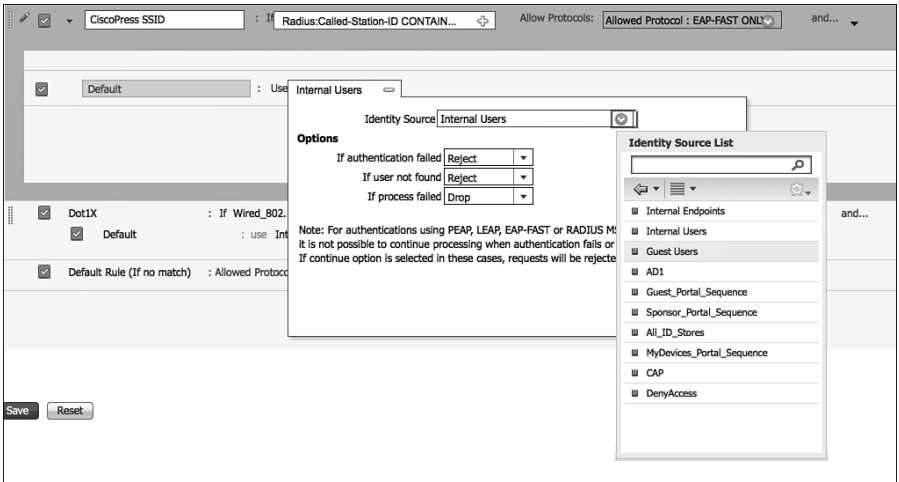 CiscoPress SSID : If Radius:Called-Station-ID CONTAIN... Allow Protocols: Allowed Protocol : EAP-FAST ONLY and...
Default : Use
Internal Users
Identity Source Internal Users
Options
If authentication failed Reject
If user not found Reject
If process failed Drop
Note: For authentications using PEAP, LEAP, EAP-FAST or RADIUS MS
it is not possible to continue processing when authentication fails or
If continue option is selected in these cases, requests will be rejecte
Identity Source List
Internal Endpoints
Internal Users
Guest Users
AD1
Guest_Portal_Sequence
Sponsor_Portal_Sequence
All_ID_Stores
MyDevices_Portal_Sequence
CAP
DenyAccess
Dot1X : If Wired_802. and...
Default : use Int
Default Rule (If no match) : Allowed Protoco
Save Reset